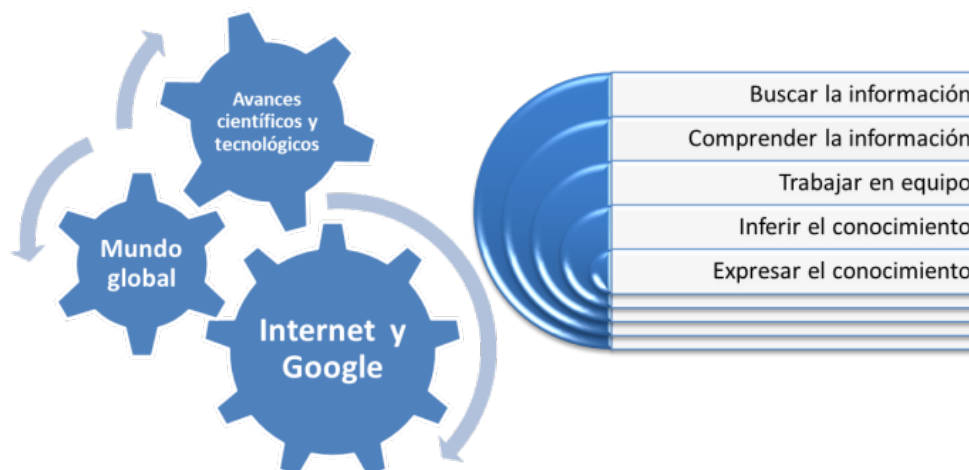 Avances
científicos y
tecnológicos
Mundo
global
Internet y
Google
Buscar la información
Comprender la información
Trabajar en equipo
Inferir el conocimiento
Expresar el conocimiento